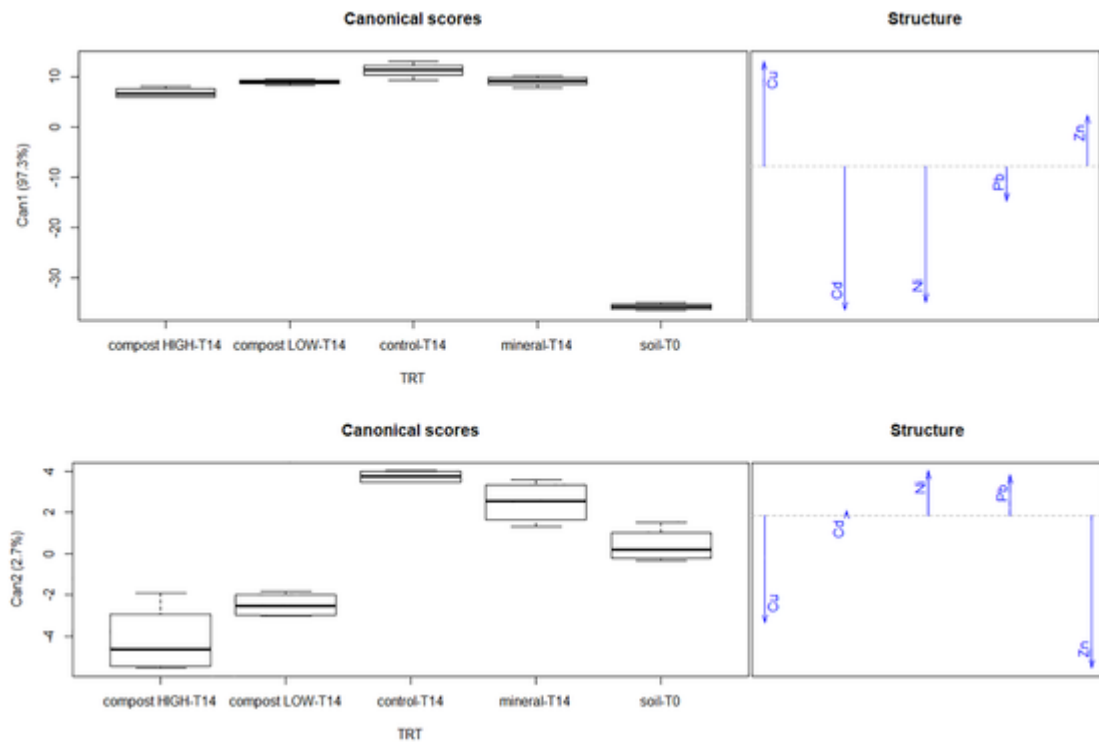 Canonical scores
Structure
Can1 (97.3%)
10
0
-10
-20
-30
Cu
Cd
Ni
Pb
Zn
compost HIGH-T14 compost LOW-T14 control-T14 mineral-T14 soil-T0
TRT
Canonical scores
Structure
Can2 (2.7%)
4
2
0
-2
-4
Cu
Cd
Ni
Pb
Zn
compost HIGH-T14 compost LOW-T14 control-T14 mineral-T14 soil-T0
TRT